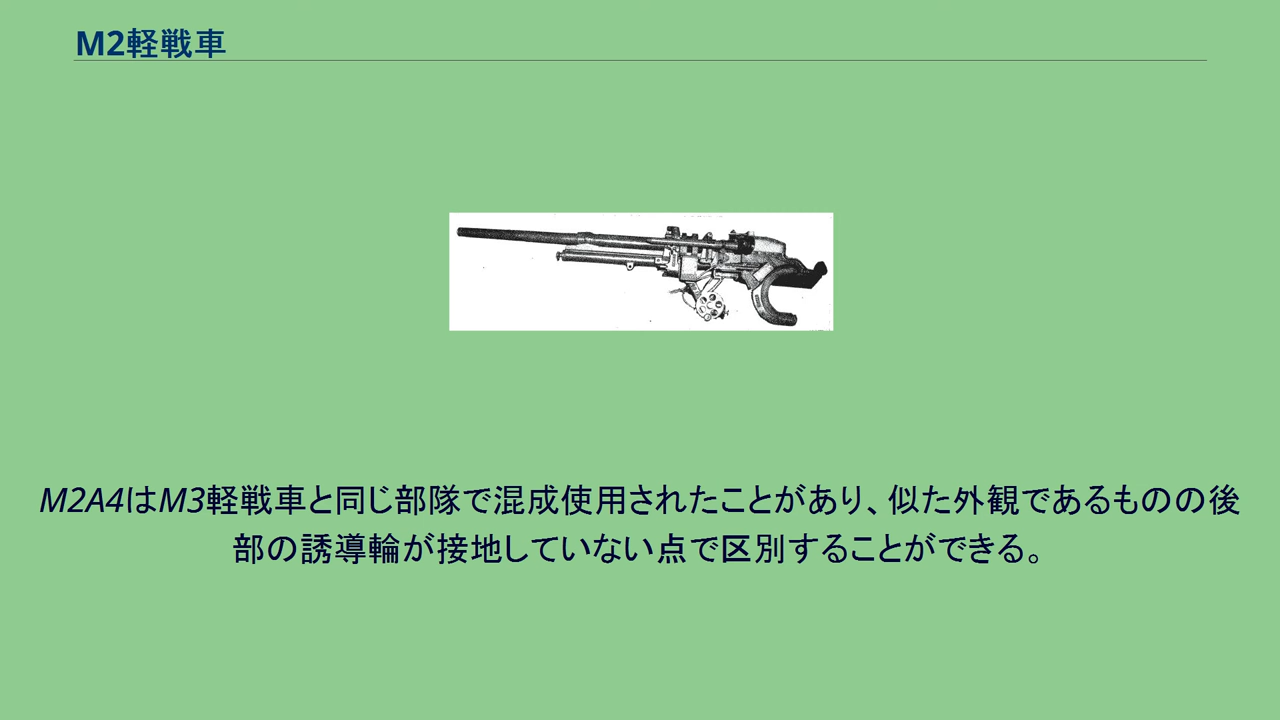 M2軽戦車
M2A4はM3軽戦車と同じ部隊で混成使用されたことがあり、似た外観であるものの後
部の誘導輪が接地していない点で区別することができる。